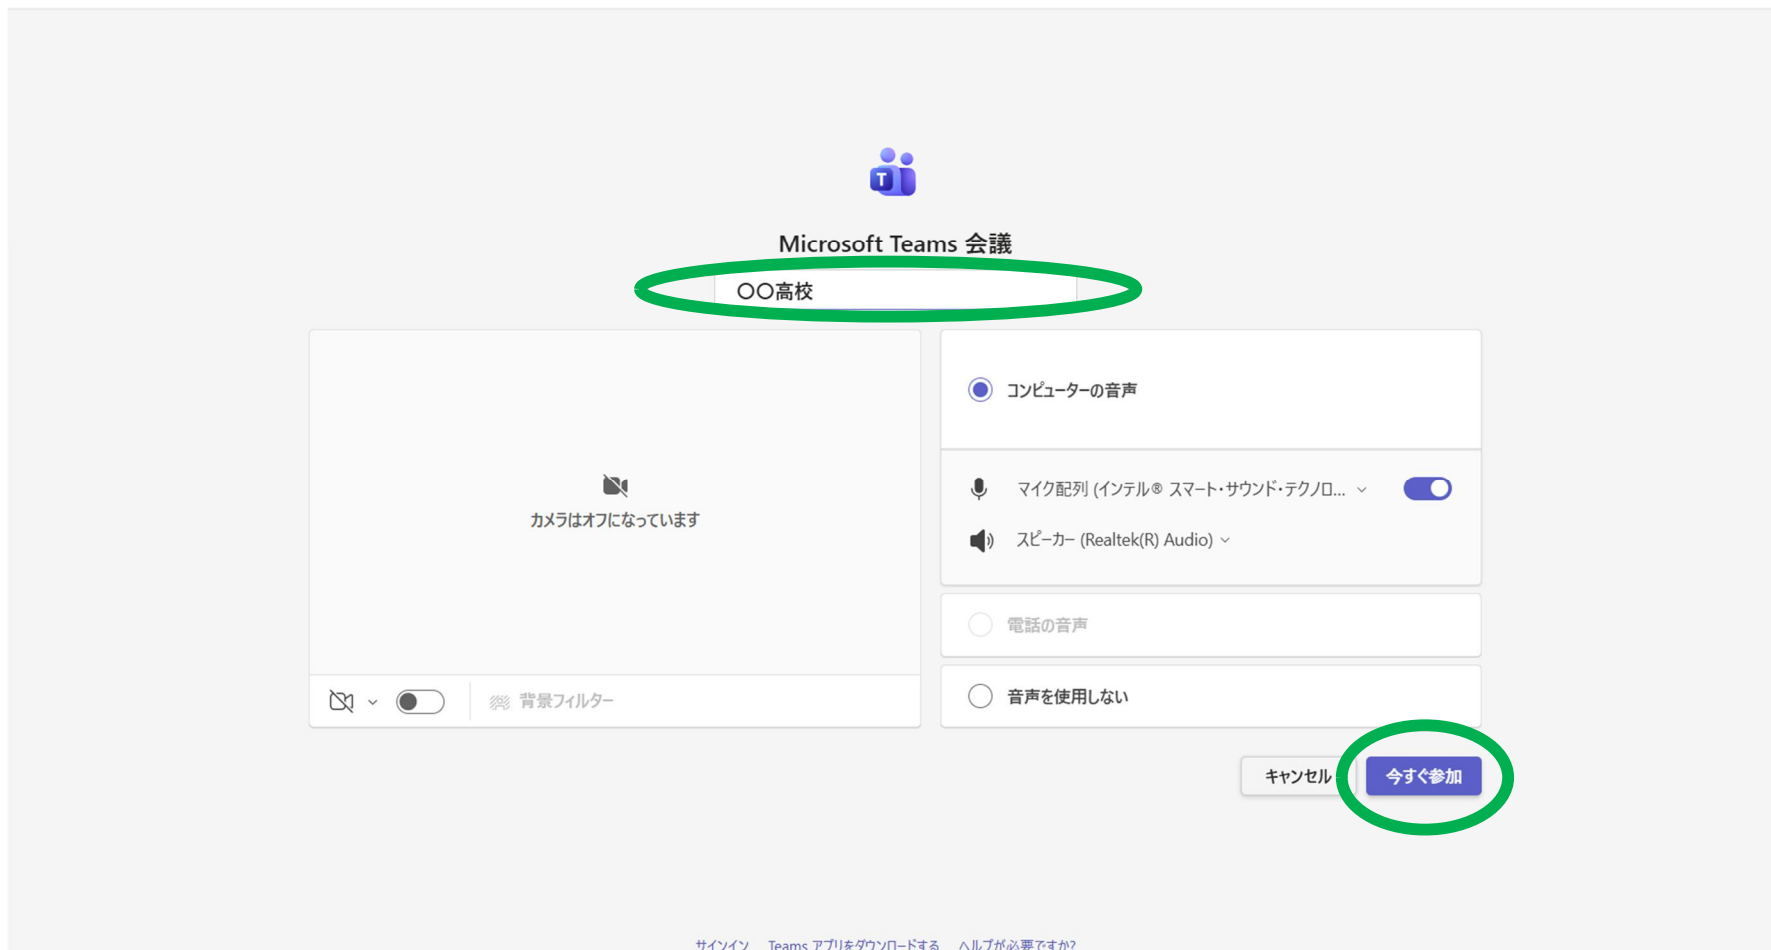 T
Microsoft Teams 会議
〇〇高校
コンピューターの音声
マイク配列 (インテル® スマート・サウンド・テクノロ...
カメラはオフになっています
スピーカー (Realtek(R) Audio)
電話の音声
背景フィルター
音声を使用しない
キャンセル
今すぐ参加
サインイン Teams アプリをダウンロードする ヘルプが必要ですか?